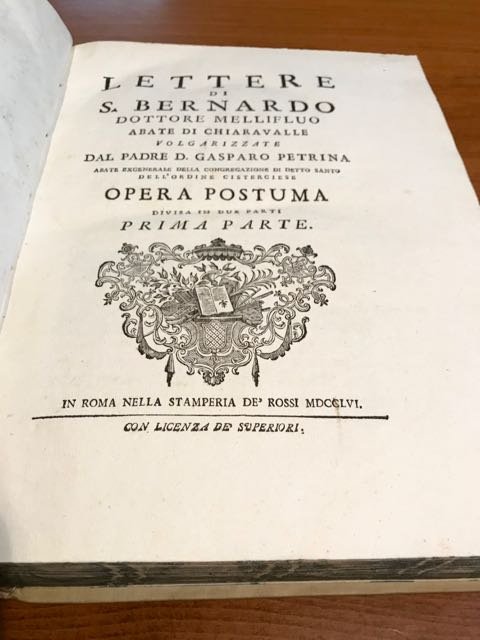 LETTERE
DI
S. BERNARDO
DOTTORE MELLIFLUO
ABATE DI CHIARAVALLE
VOLGARIZZATE
DAL PADRE D. GASPARO PETRINA
ABATE EXGENERALE DELLA CONGREGAZIONE DI DETTO SANTO
DELL'ORDINE CISTERCIESE
OPERA POSTUMA
DIVISA IN DUE PARTI
PRIMA PARTE.
IN ROMA NELLA STAMPERIA DE' ROSSI MDCCLVI.
CON LICENZA DE' SUPERIORI.